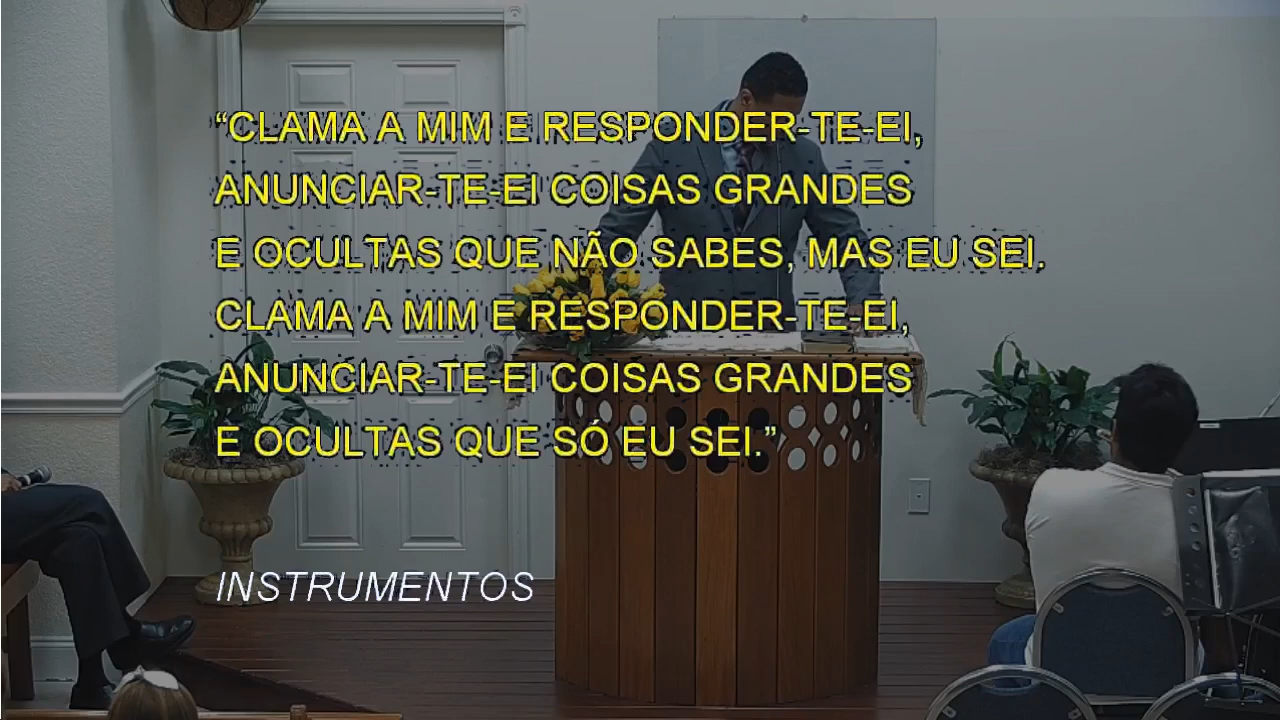 “CLAMA A MIM E RESPONDER-TE-EI,
ANUNCIAR-TE-EI COISAS GRANDES
E OCULTAS QUE NÃO SABES, MAS EU SEI.
CLAMA A MIM E RESPONDER-TE-EI,
ANUNCIAR-TE-EI COISAS GRANDES
E OCULTAS QUE SÓ EU SEI.”
INSTRUMENTOS